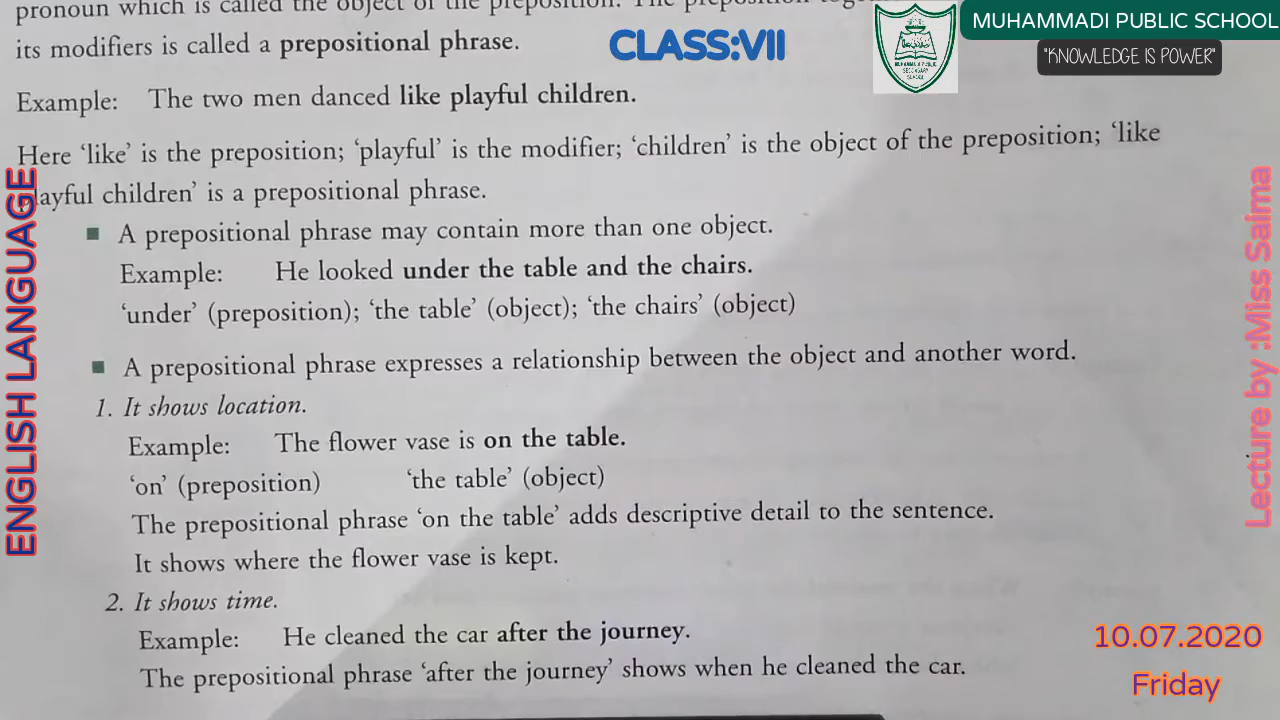 pronoun which is called the object of the preposition. The preposition
its modifiers is called a prepositional phrase.
CLASS:VII
MUHAMMADI PUBLIC SCHOOL
"KNOWLEDGE IS POWER"
Example: The two men danced like playful children.
Here ‘like’ is the preposition; ‘playful’ is the modifier; ‘children’ is the object of the preposition; ‘like
layful children’ is a prepositional phrase.
■ A prepositional phrase may contain more than one object.
Example: He looked under the table and the chairs.
‘under’ (preposition); ‘the table’ (object); ‘the chairs’ (object)
■ A prepositional phrase expresses a relationship between the object and another word.
1. It shows location.
Example: The flower vase is on the table.
‘on’ (preposition) ‘the table’ (object)
The prepositional phrase ‘on the table’ adds descriptive detail to the sentence.
It shows where the flower vase is kept.
2. It shows time.
Example: He cleaned the car after the journey.
The prepositional phrase ‘after the journey’ shows when he cleaned the car.
ENGLISH LANGUAGE
Lecture by :Miss Saima
10.07.2020
Friday